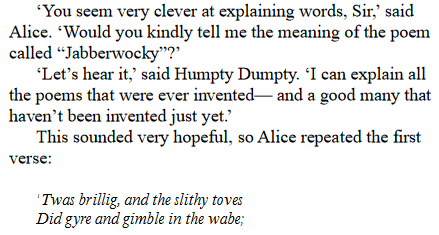 ‘You seem very clever at explaining words, Sir,’ said
Alice. ‘Would you kindly tell me the meaning of the poem
called “Jabberwocky”?’
‘Let’s hear it,’ said Humpty Dumpty. ‘I can explain all
the poems that were ever invented— and a good many that
haven’t been invented just yet.’
This sounded very hopeful, so Alice repeated the first
verse:
‘Twas brillig, and the slithy toves
Did gyre and gimble in the wabe;